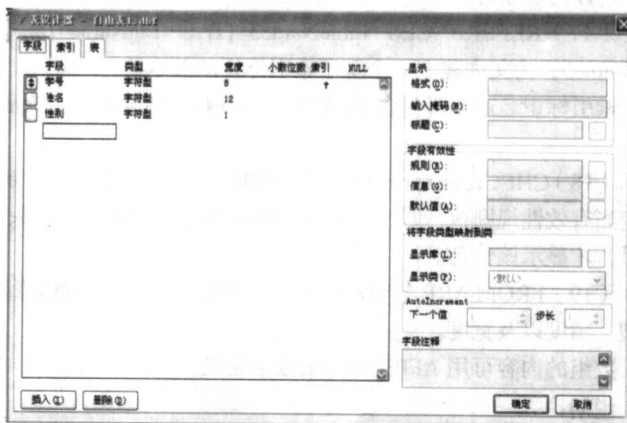 表设计器 - 自由表1.dbf
字段 索引 表
字段 类型 宽度 小数位数 索引 NULL
学号 字符型 8 ↑
姓名 字符型 12
性别 字符型 1
显示
格式(O):
输入掩码(M):
标题(C):
字段有效性
规则(R):
信息(G):
默认值(A):
将字段类型映射到类
显示库(L):
显示类(P): <默认>
AutoIncrement
下一个值 1 步长 1
字段注释
插入(I) 删除(D) 确定 取消